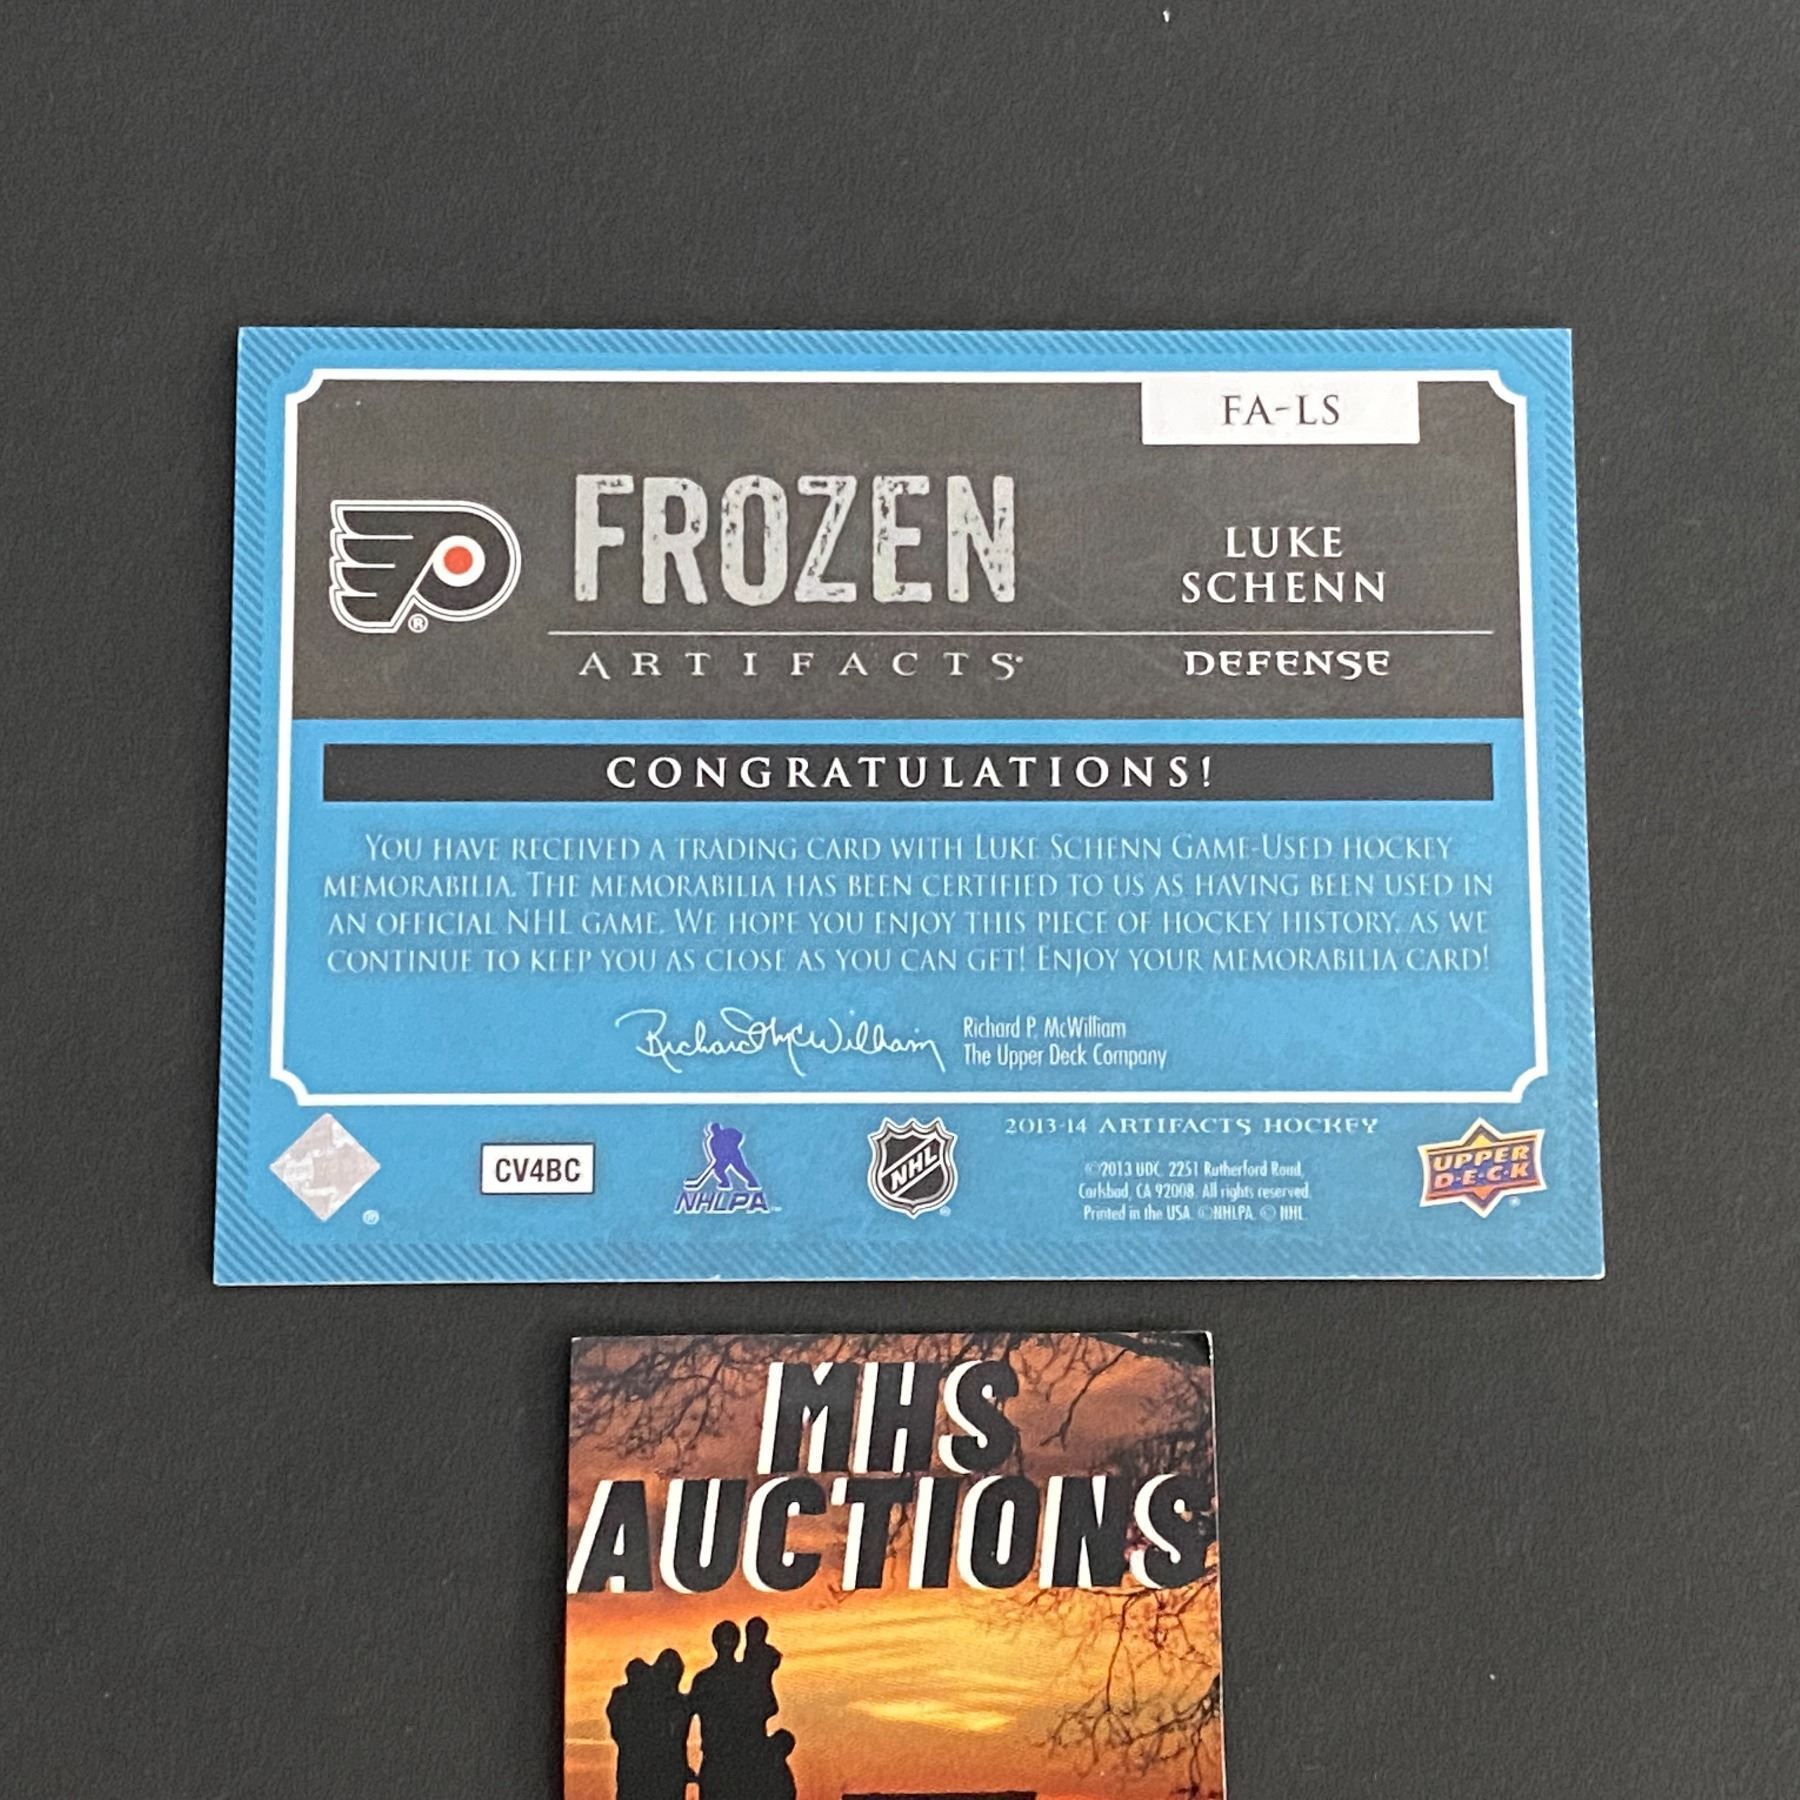 FA-LS
FROZEN
ARTIFACTS
LUKE
SCHENN
DEFENSE
CONGRATULATIONS!
YOU HAVE RECEIVED A TRADING CARD WITH LUKE SCHENN GAME-USED HOCKEY
MEMORABILIA. THE MEMORABILIA HAS BEEN CERTIFIED TO US AS HAVING BEEN USED IN
AN OFFICIAL NHL GAME. WE HOPE YOU ENJOY THIS PIECE OF HOCKEY HISTORY, AS WE
CONTINUE TO KEEP YOU AS CLOSE AS YOU CAN GET! ENJOY YOUR MEMORABILIA CARD!
Richard McWilliam
Richard P. McWilliam
The Upper Deck Company
CV4BC
NHLPA
NHL
2013-14 ARTIFACTS HOCKEY
©2013 UDC. 2251 Rutherford Road,
Carlsbad, CA 92008. All rights reserved.
Printed in the USA. ©NHLPA. © NHL.
UPPER
D·E·C·K
MHS
AUCTIONS